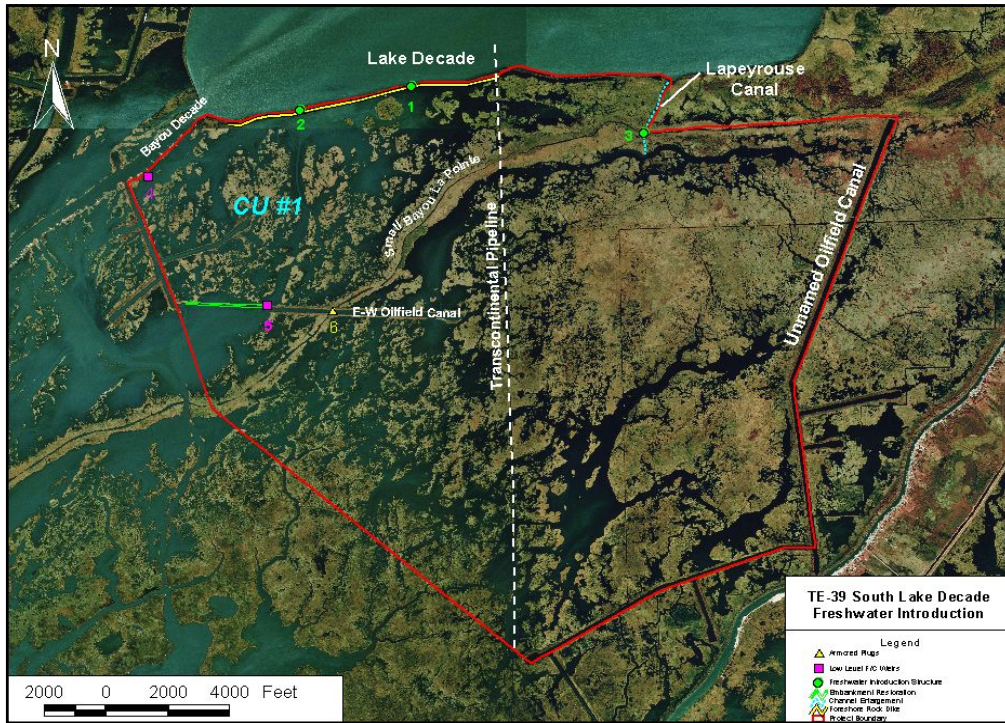 N
Lake Decade
Lapeyrouse
Canal
Bayou Decade
1
2
3
4
CU #1
Small Bayou La Pointe
Transcontinental Pipeline
Unnamed Oilfield Canal
E-W Oilfield Canal
5
6
2000 0 2000 4000 Feet
TE-39 South Lake Decade
Freshwater Introduction
Legend
Armored Plugs
Low Level F/C Weirs
Freshwater Introduction Structure
Embankment Restoration
Channel Enlargement
Foreshore Rock Dike
Project Boundary